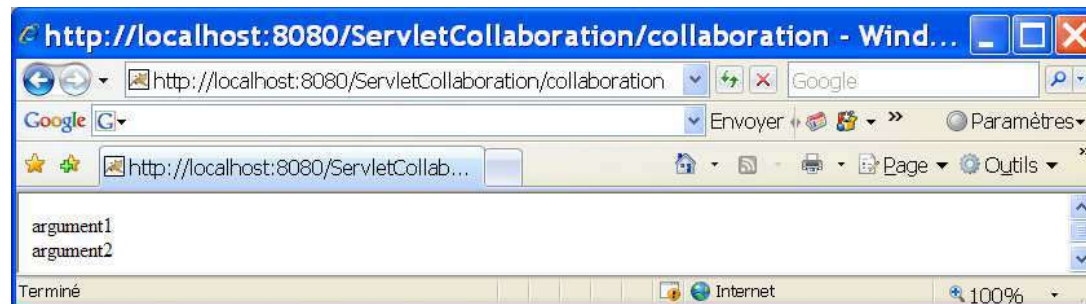 http://localhost:8080/ServletCollaboration/collaboration - Wind...
http://localhost:8080/ServletCollaboration/collaboration Google
Google G Envoyer » Paramètres
http://localhost:8080/ServletCollab... Page Outils »
argument1
argument2
Terminé Internet 100%